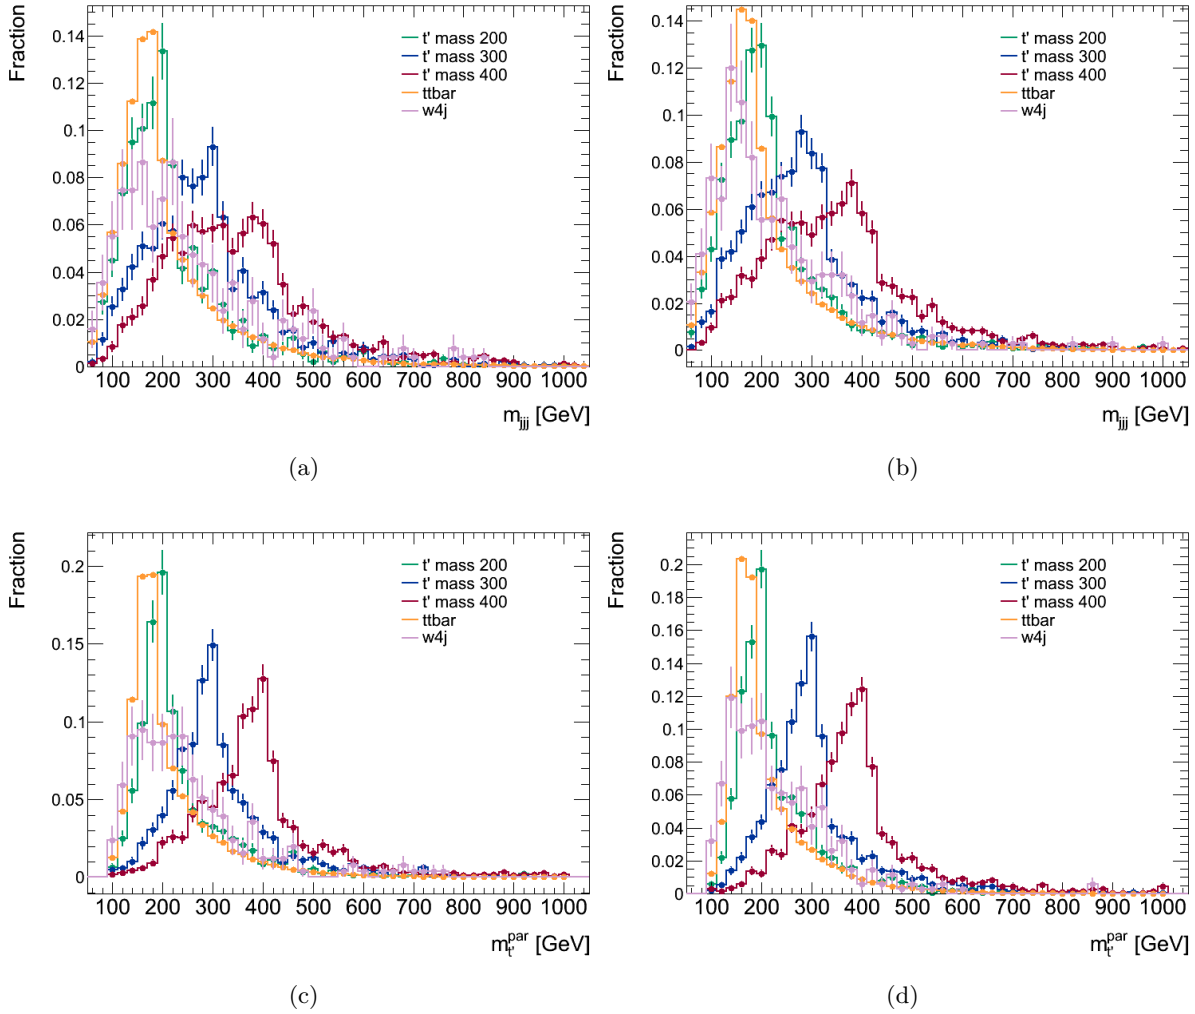 Fraction
0.14
0.12
0.1
0.08
0.06
0.04
0.02
0
t' mass 200
t' mass 300
t' mass 400
ttbar
w4j
100 200 300 400 500 600 700 800 900 1000
m_jjj [GeV]
(a)
Fraction
0.14
0.12
0.1
0.08
0.06
0.04
0.02
0
t' mass 200
t' mass 300
t' mass 400
ttbar
w4j
100 200 300 400 500 600 700 800 900 1000
m_jjj [GeV]
(b)
Fraction
0.2
0.15
0.1
0.05
0
t' mass 200
t' mass 300
t' mass 400
ttbar
w4j
100 200 300 400 500 600 700 800 900 1000
m_t'^par [GeV]
(c)
Fraction
0.2
0.18
0.16
0.14
0.12
0.1
0.08
0.06
0.04
0.02
0
t' mass 200
t' mass 300
t' mass 400
ttbar
w4j
100 200 300 400 500 600 700 800 900 1000
m_t'^par [GeV]
(d)